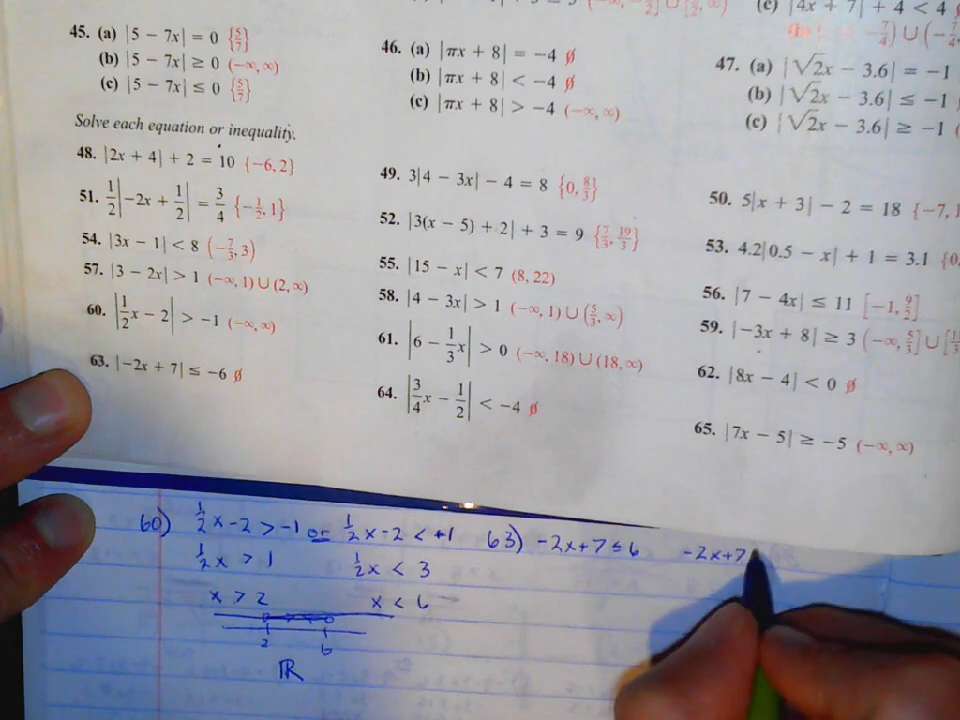 (c) |4x + 7| + 4 < 4
45. (a) |5 − 7x| = 0 {5/7}
(b) |5 − 7x| ≥ 0 (−∞, ∞)
(c) |5 − 7x| ≤ 0 {5/7}
46. (a) |πx + 8| = −4 ∅
(b) |πx + 8| < −4 ∅
(c) |πx + 8| > −4 (−∞, ∞)
47. (a) |√2x − 3.6| = −1
(b) |√2x − 3.6| ≤ −1
(c) |√2x − 3.6| ≥ −1
Solve each equation or inequality.
48. |2x + 4| + 2 = 10 {−6, 2}
49. 3|4 − 3x| − 4 = 8 {0, 8/3}
50. 5|x + 3| − 2 = 18 {−7,
51. 1/2|−2x + 1/2| = 3/4 {−1/2, 1}
52. |3(x − 5) + 2| + 3 = 9 {7/3, 19/3}
53. 4.2|0.5 − x| + 1 = 3.1 {0
54. |3x − 1| < 8 (−7/3, 3)
55. |15 − x| < 7 (8, 22)
56. |7 − 4x| ≤ 11 [−1, 9/2]
57. |3 − 2x| > 1 (−∞, 1) ∪ (2, ∞)
58. |4 − 3x| > 1 (−∞, 1) ∪ (5/3, ∞)
59. |−3x + 8| ≥ 3 (−∞, 5/3] ∪ [
60. |1/2x − 2| > −1 (−∞, ∞)
61. |6 − 1/3x| > 0 (−∞, 18) ∪ (18, ∞)
62. |8x − 4| < 0 ∅
63. |−2x + 7| ≤ −6 ∅
64. |3/4x − 1/2| < −4 ∅
65. |7x − 5| ≥ −5 (−∞, ∞)
60) 1/2x-2 > -1 or 1/2x-2 < +1
1/2x > 1 1/2x < 3
x > 2 x < 6
2 6
ℝ
63) -2x+7≤6 -2x+7